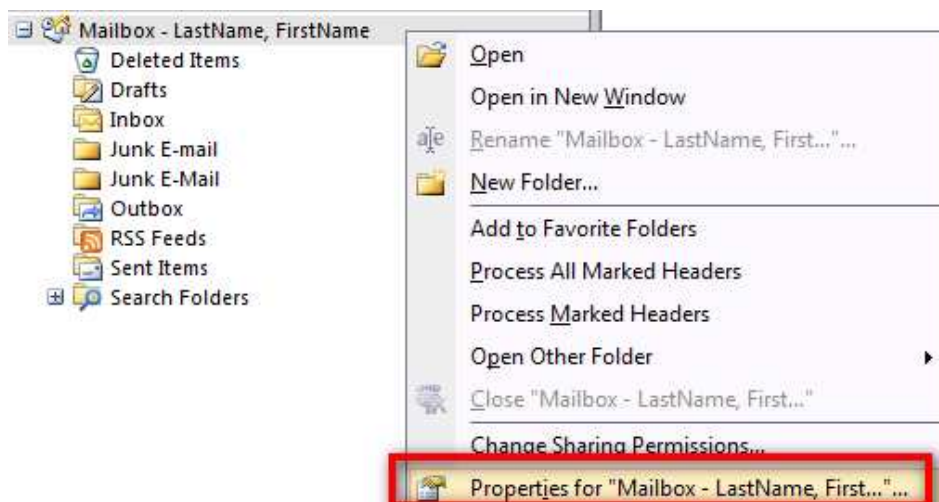 Mailbox - LastName, FirstName
Deleted Items
Drafts
Inbox
Junk E-mail
Junk E-Mail
Outbox
RSS Feeds
Sent Items
Search Folders
Open
Open in New Window
Rename "Mailbox - LastName, First..."...
New Folder...
Add to Favorite Folders
Process All Marked Headers
Process Marked Headers
Open Other Folder
Close "Mailbox - LastName, First..."
Change Sharing Permissions...
Properties for "Mailbox - LastName, First..."...